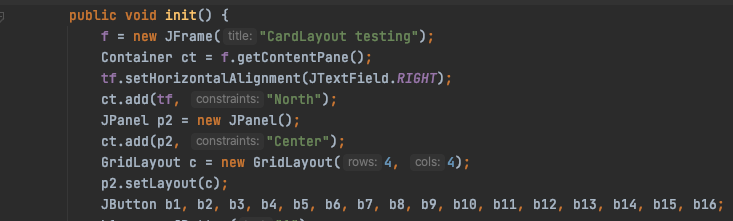 public void init() {
f = new JFrame( title: "CardLayout testing");
Container ct = f.getContentPane();
tf.setHorizontalAlignment(JTextField.RIGHT);
ct.add(tf, constraints: "North");
JPanel p2 = new JPanel();
ct.add(p2, constraints: "Center");
GridLayout c = new GridLayout( rows: 4, cols: 4);
p2.setLayout(c);
JButton b1, b2, b3, b4, b5, b6, b7, b8, b9, b10, b11, b12, b13, b14, b15, b16;